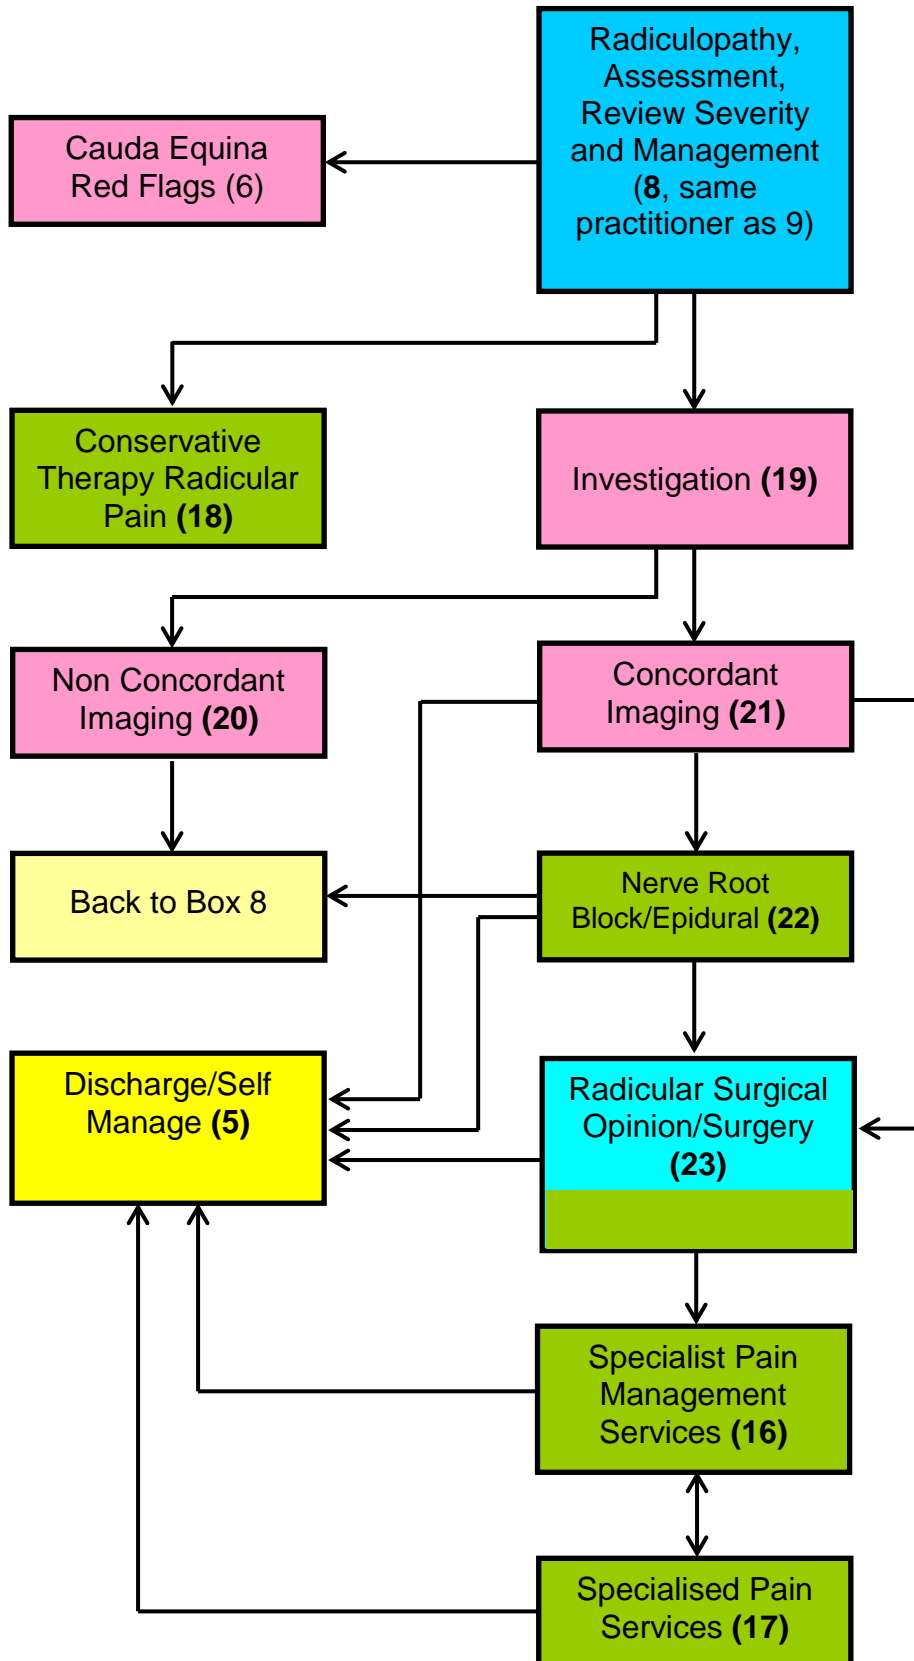 Radiculopathy,
Assessment,
Review Severity
and Management
(8, same
practitioner as 9)
Cauda Equina
Red Flags (6)
Conservative
Therapy Radicular
Pain (18)
Investigation (19)
Non Concordant
Imaging (20)
Concordant
Imaging (21)
Back to Box 8
Nerve Root
Block/Epidural (22)
Discharge/Self
Manage (5)
Radicular Surgical
Opinion/Surgery
(23)
Specialist Pain
Management
Services (16)
Specialised Pain
Services (17)